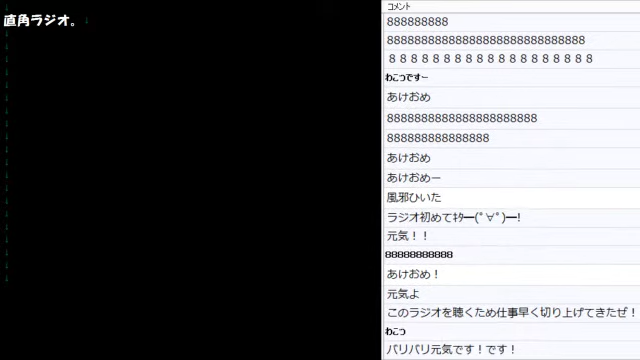 直角ラジオ。
コメント
888888888
88888888888888888888888888888
８８８８８８８８８８８８８８８８８８
わこつですー
あけおめ
8888888888888888888888
888888888888888
あけおめ
あけおめー
風邪ひいた
ラジオ初めてｷﾀ━(ﾟ∀ﾟ)━!
元気！！
88888888888
あけおめ！
元気よ
このラジオを聴くため仕事早く切り上げてきたぜ！
わこつ
バリバリ元気です！です！